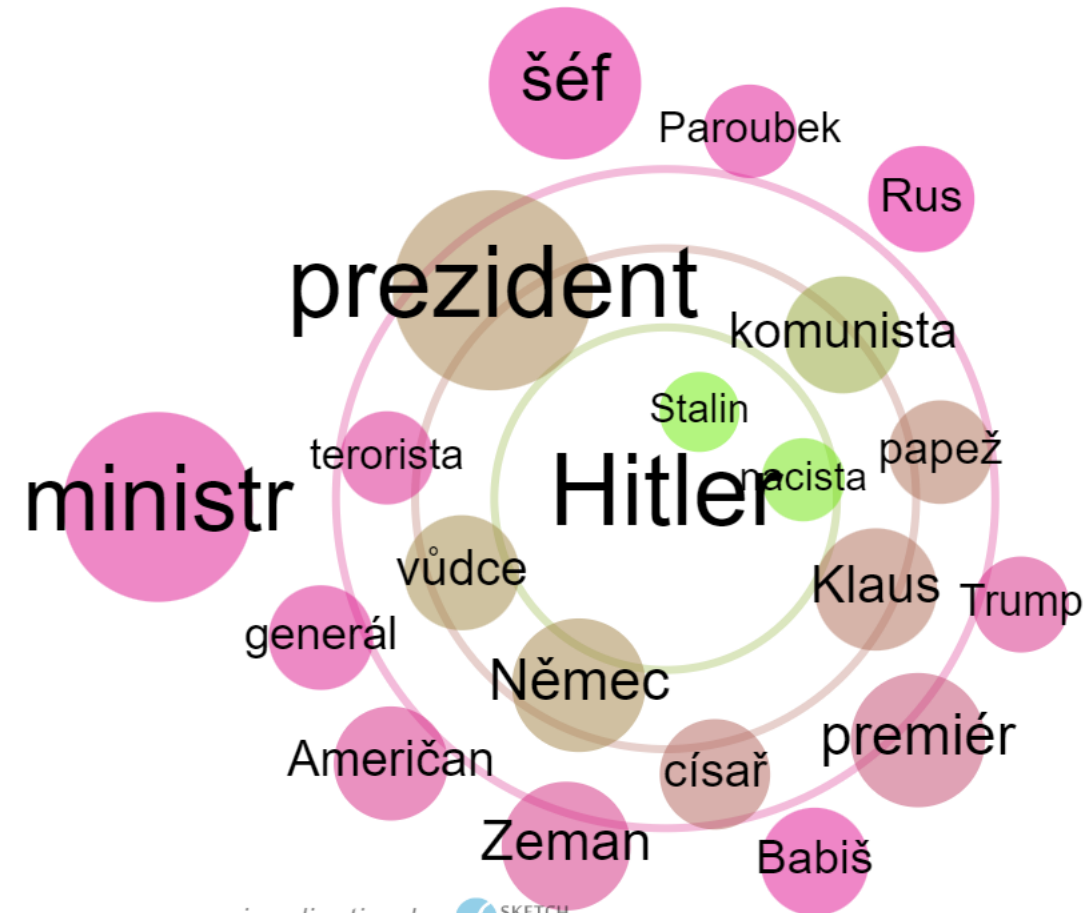 šéf
Paroubek
Rus
prezident
komunista
Stalin
papež
terorista
Hitler
nacista
ministr
vůdce
Klaus
Trump
generál
Němec
premiér
Američan
císař
Zeman
Babiš
SKETCH